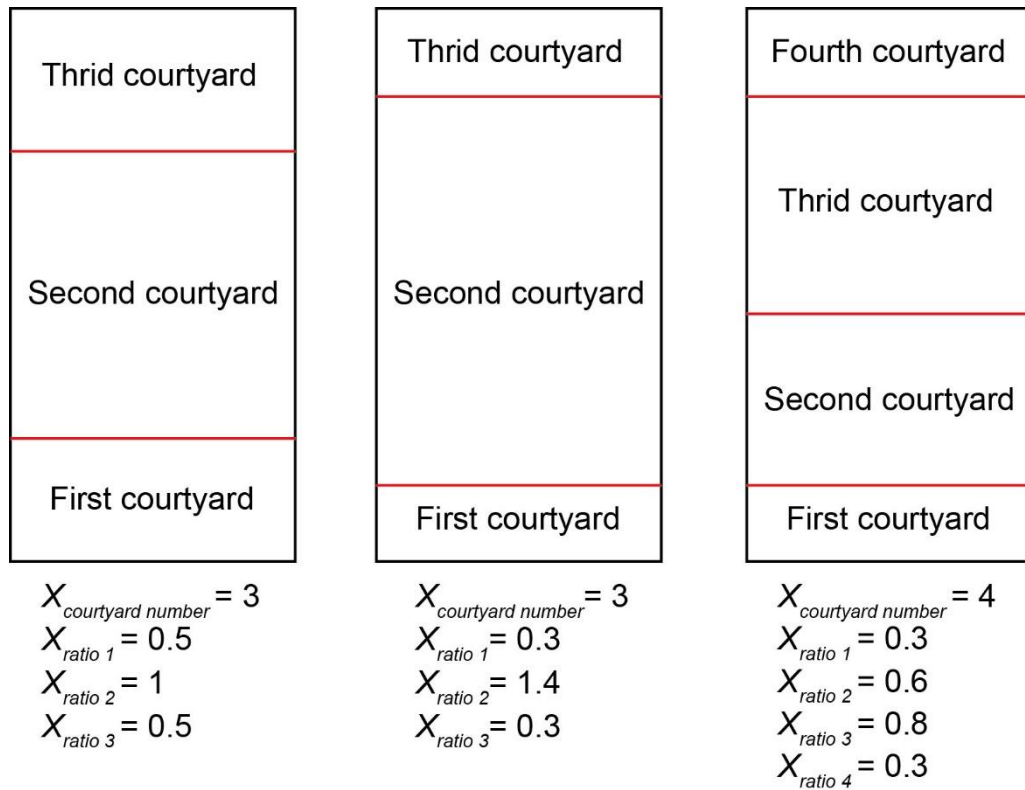 Thrid courtyard
Second courtyard
First courtyard
X courtyard number = 3
X ratio 1 = 0.5
X ratio 2 = 1
X ratio 3 = 0.5
Thrid courtyard
Second courtyard
First courtyard
X courtyard number = 3
X ratio 1 = 0.3
X ratio 2 = 1.4
X ratio 3 = 0.3
Fourth courtyard
Thrid courtyard
Second courtyard
First courtyard
X courtyard number = 4
X ratio 1 = 0.3
X ratio 2 = 0.6
X ratio 3 = 0.8
X ratio 4 = 0.3